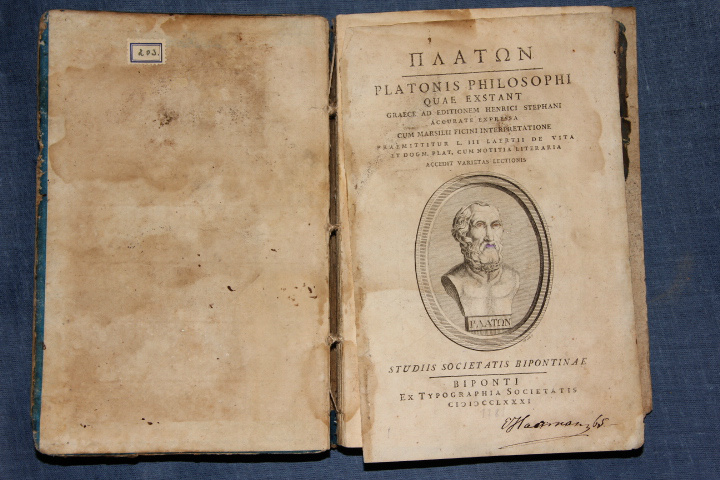 203.
ΠΛΑΤΩΝ
PLATONIS PHILOSOPHI
QUAE EXSTANT
GRAECE AD EDITIONEM HENRICI STEPHANI
ACCURATE EXPRESSA
CUM MARSILII FICINI INTERPRETATIONE
PRAEMITTITUR L. III LAERTII DE VITA
ET DOGM. PLAT. CUM NOTITIA LITERARIA
ACCEDIT VARIETAS LECTIONIS
ΠΛΑΤΩΝ
STUDIIS SOCIETATIS BIPONTINAE
BIPONTI
EX TYPOGRAPHIA SOCIETATIS
CIↃIↃCCLXXXI